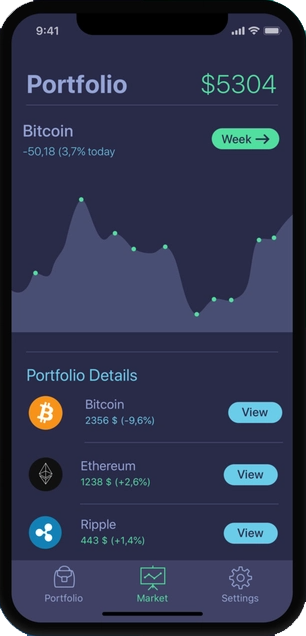 9:41
Portfolio $5304
Bitcoin
Week →
-50,18 (3,7% today
Portfolio Details
Bitcoin
2356 $ (-9,6%)
View
Ethereum
1238 $ (+2,6%)
View
Ripple
443 $ (+1,4%)
View
Portfolio Market Settings